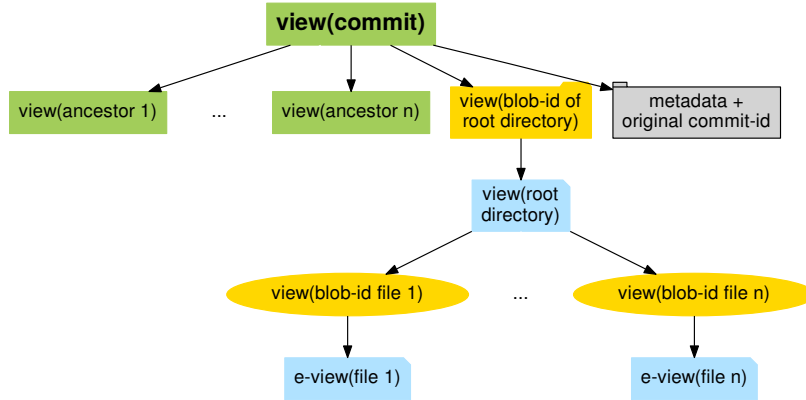 view(commit)
view(ancestor 1)
...
view(ancestor n)
view(blob-id of
root directory)
metadata +
original commit-id
view(root
directory)
view(blob-id file 1)
...
view(blob-id file n)
e-view(file 1)
e-view(file n)